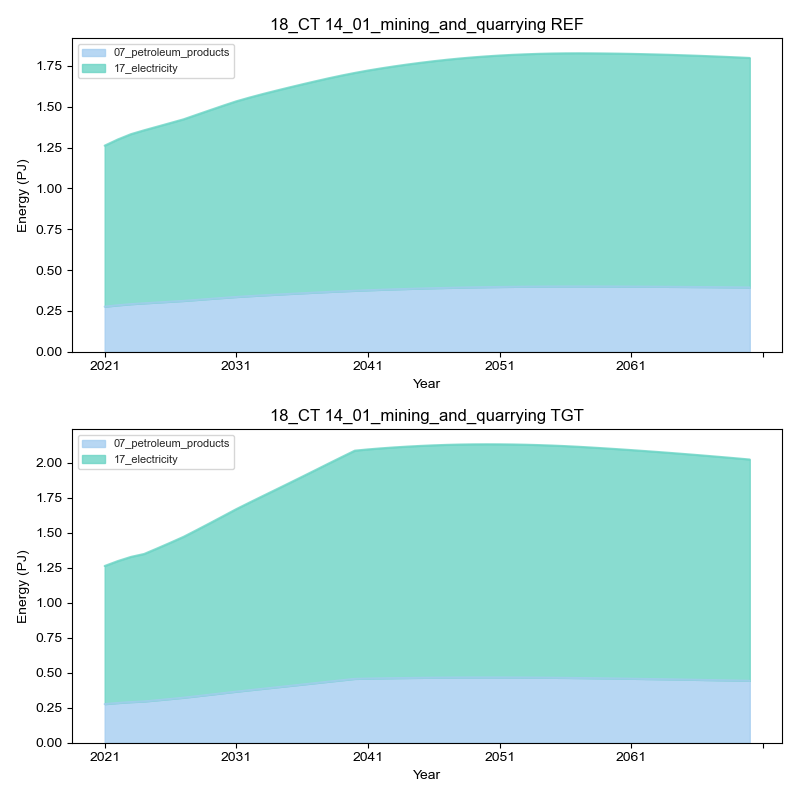 18_CT 14_01_mining_and_quarrying REF
07_petroleum_products
17_electricity
1.75
1.50
1.25
1.00
0.75
0.50
0.25
0.00
Energy (PJ)
2021 2031 2041 2051 2061
Year
18_CT 14_01_mining_and_quarrying TGT
07_petroleum_products
17_electricity
2.00
1.75
1.50
1.25
1.00
0.75
0.50
0.25
0.00
Energy (PJ)
2021 2031 2041 2051 2061
Year